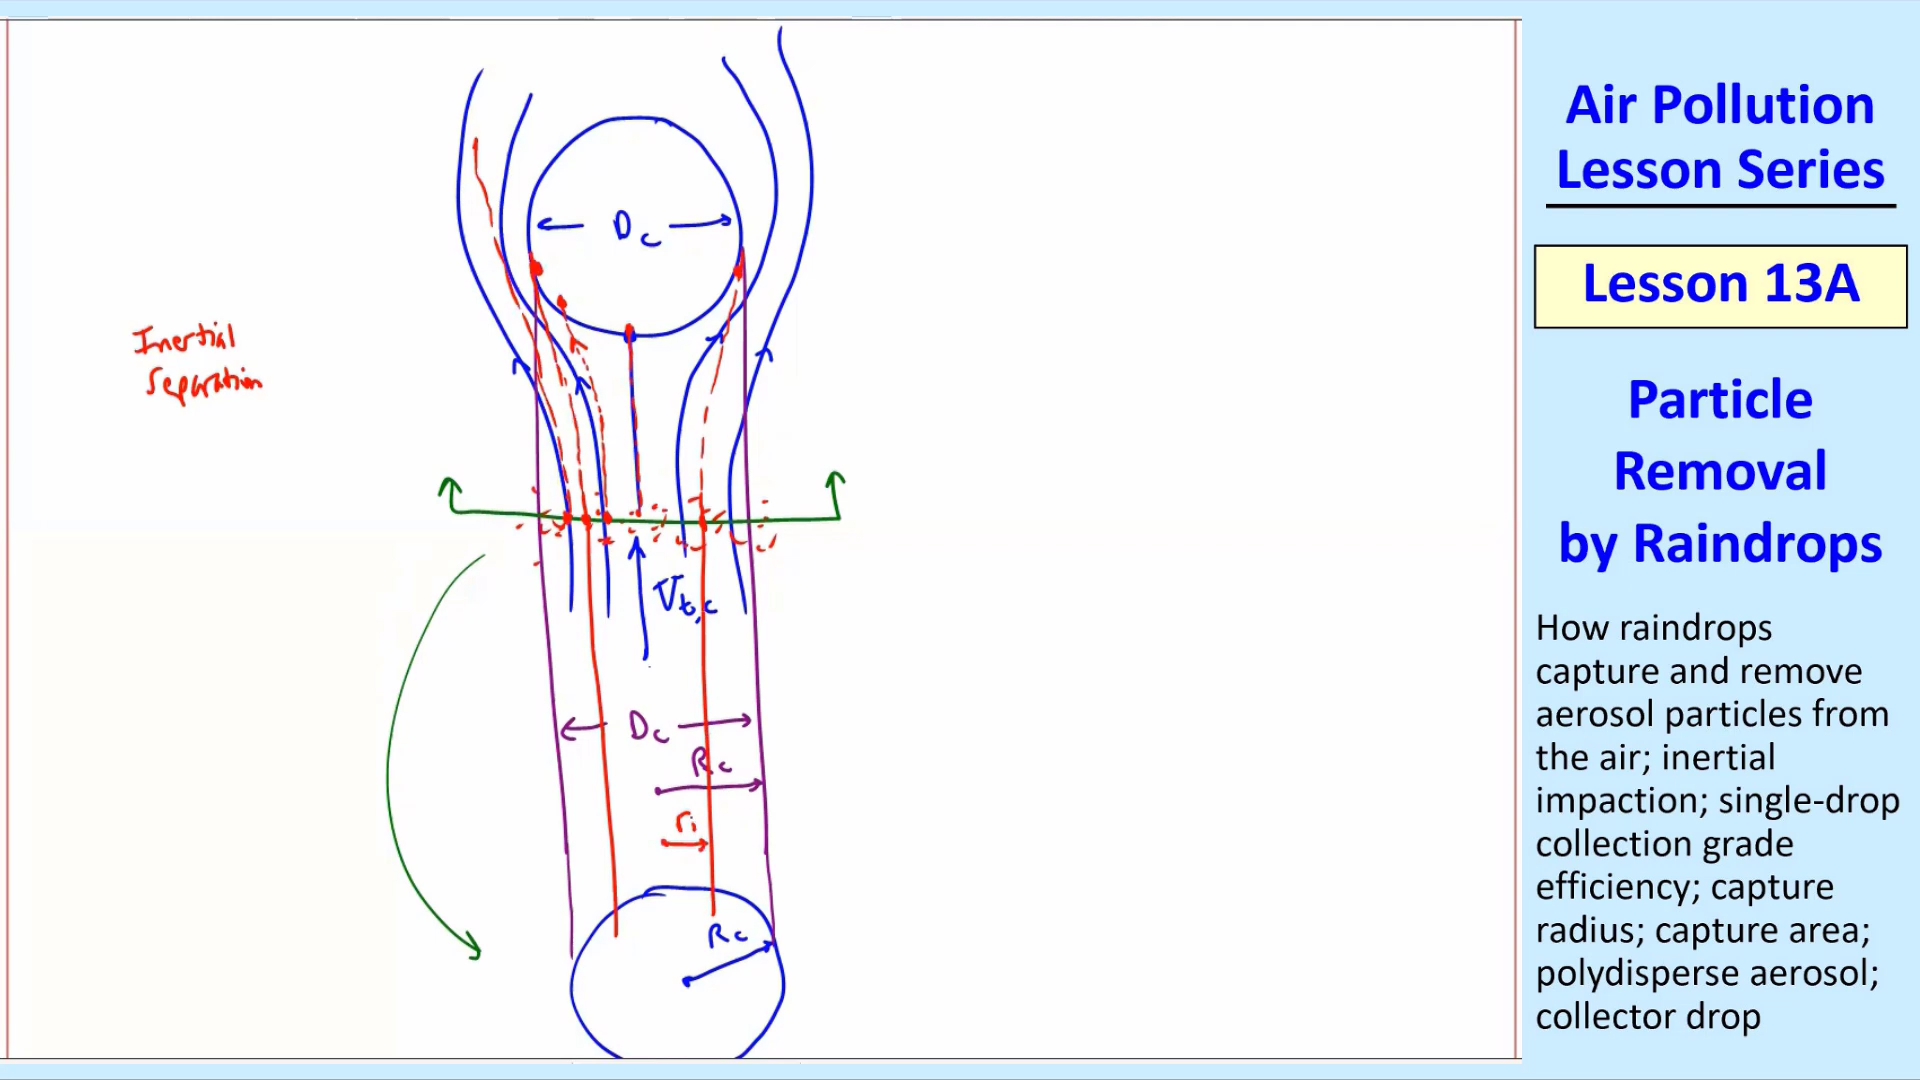 Air Pollution
Lesson Series
Lesson 13A
Particle
Removal
by Raindrops
How raindrops
capture and remove
aerosol particles from
the air; inertial
impaction; single-drop
collection grade
efficiency; capture
radius; capture area;
polydisperse aerosol;
collector drop
Dc
Inertial
Separation
Vt,c
Dc
Rc
ri
Rc